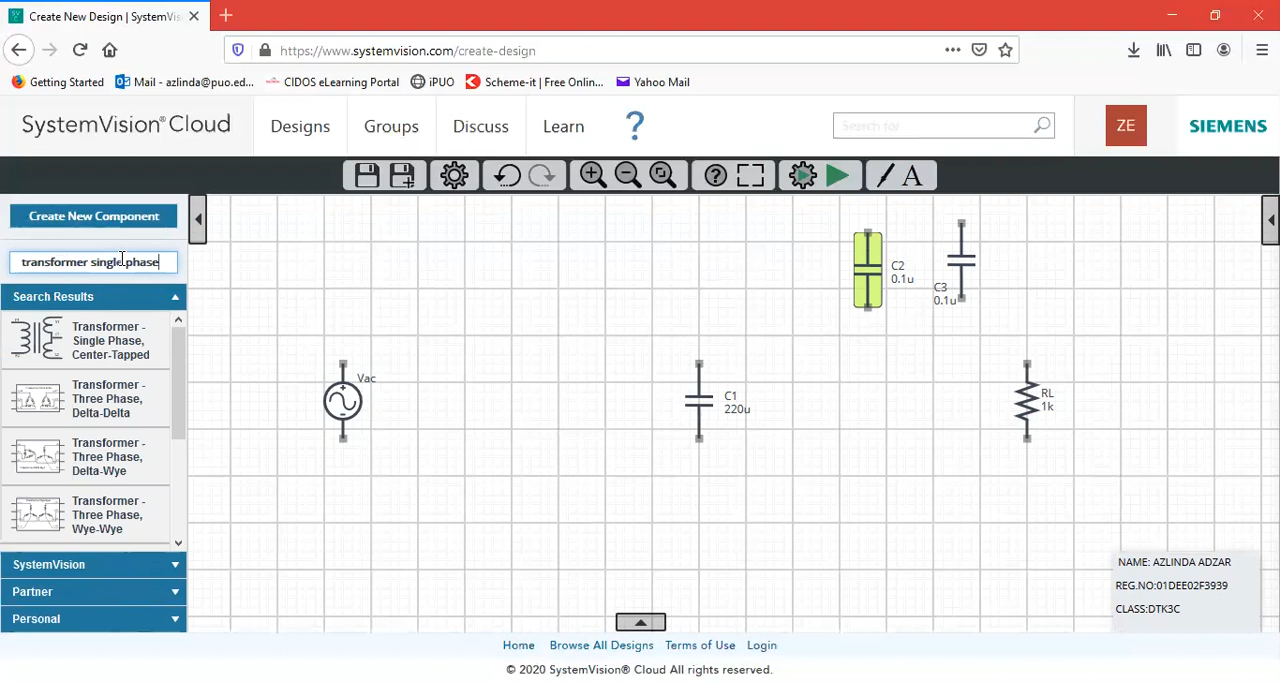 Create New Design | SystemVisi
https://www.systemvision.com/create-design
Getting Started
Mail - azlinda@puo.ed...
CIDOS eLearning Portal
iPUO
Scheme-it | Free Onlin...
Yahoo Mail
SystemVision® Cloud
Designs
Groups
Discuss
Learn
?
Search for
ZE
SIEMENS
Create New Component
transformer single phase
Search Results
Transformer -
Single Phase,
Center-Tapped
Transformer -
Three Phase,
Delta-Delta
Transformer -
Three Phase,
Delta-Wye
Transformer -
Three Phase,
Wye-Wye
SystemVision
Partner
Personal
Vac
C1
220u
C2
0.1u
C3
0.1u
RL
1k
NAME: AZLINDA ADZAR
REG.NO:01DEE02F3939
CLASS:DTK3C
Home
Browse All Designs
Terms of Use
Login
© 2020 SystemVision® Cloud All rights reserved.